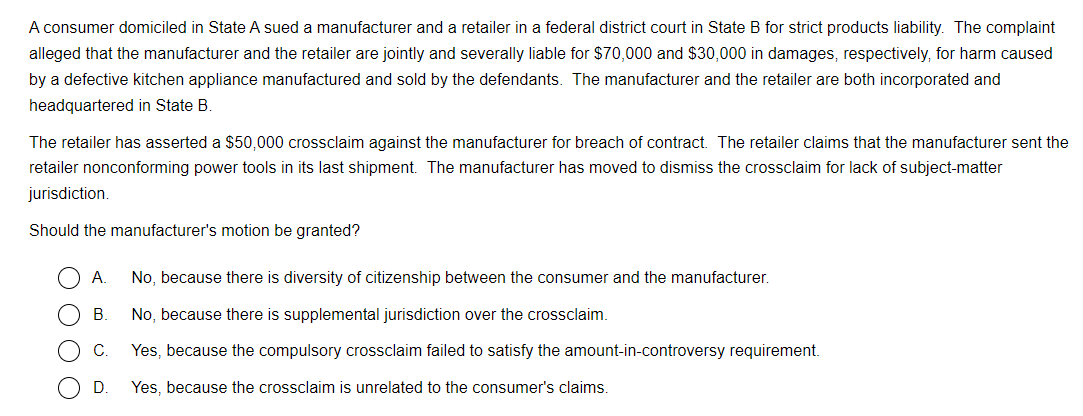 A consumer domiciled in State A sued a manufacturer and a retailer in a federal district court in State B for strict products liability. The complaint
alleged that the manufacturer and the retailer are jointly and severally liable for $70,000 and $30,000 in damages, respectively, for harm caused
by a defective kitchen appliance manufactured and sold by the defendants. The manufacturer and the retailer are both incorporated and
headquartered in State B.
The retailer has asserted a $50,000 crossclaim against the manufacturer for breach of contract. The retailer claims that the manufacturer sent the
retailer nonconforming power tools in its last shipment. The manufacturer has moved to dismiss the crossclaim for lack of subject-matter
jurisdiction.
Should the manufacturer's motion be granted?
A. No, because there is diversity of citizenship between the consumer and the manufacturer.
B. No, because there is supplemental jurisdiction over the crossclaim.
C. Yes, because the compulsory crossclaim failed to satisfy the amount-in-controversy requirement.
D. Yes, because the crossclaim is unrelated to the consumer's claims.